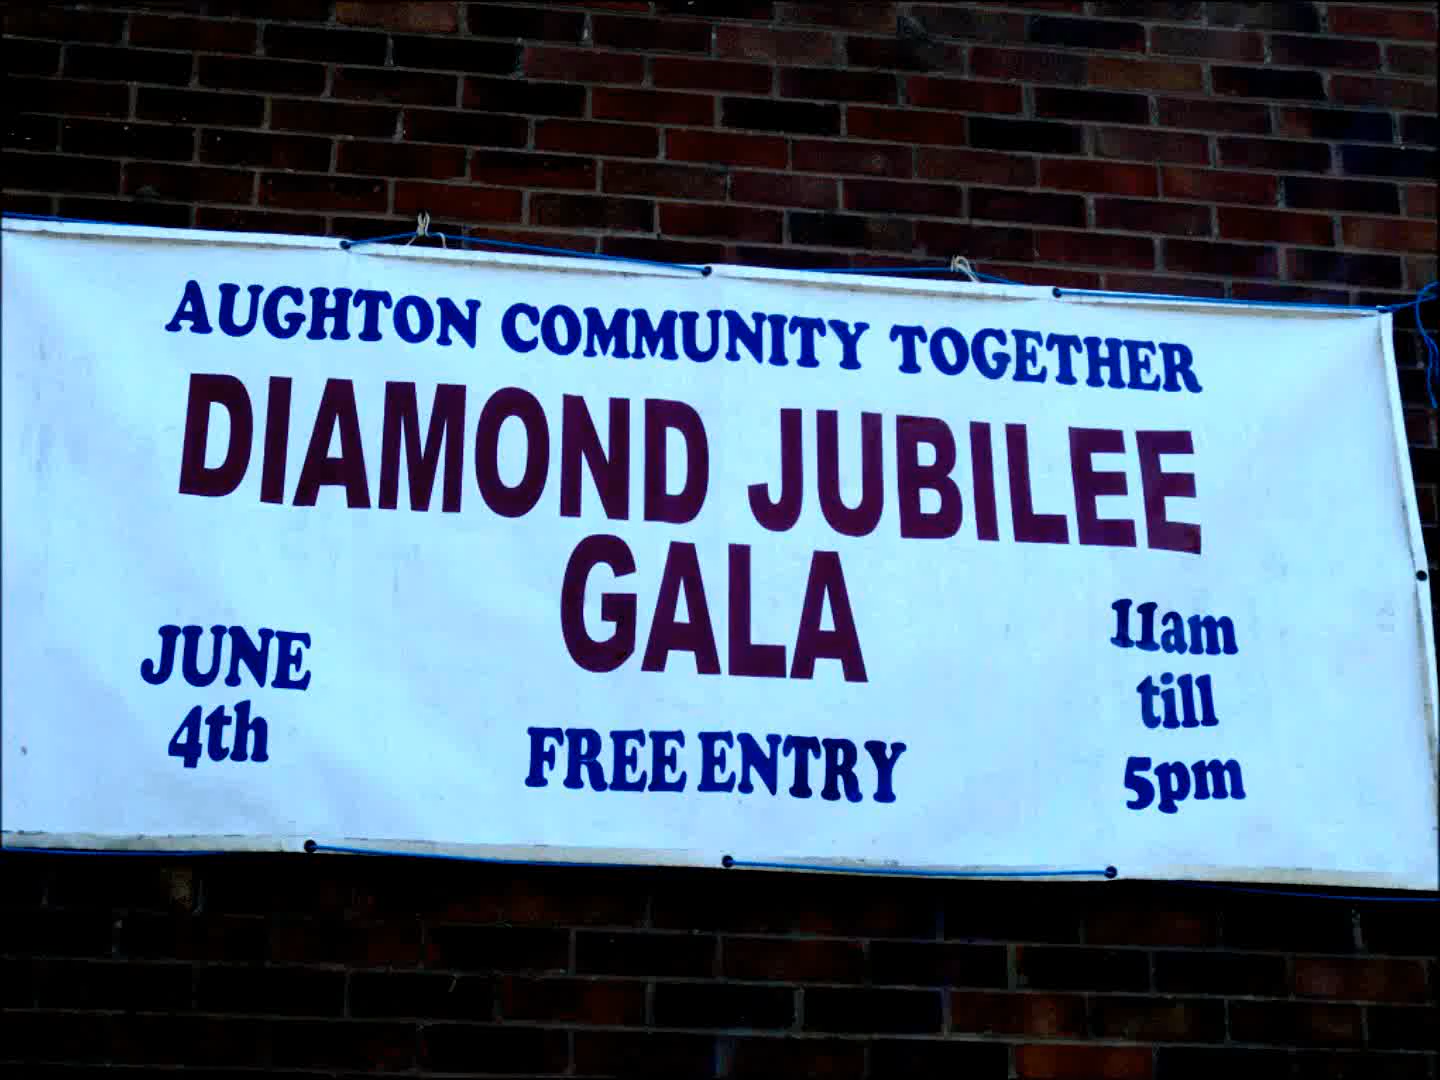 AUGHTON COMMUNITY TOGETHER
DIAMOND JUBILEE
GALA
JUNE
4th
FREE ENTRY
11am
till
5pm